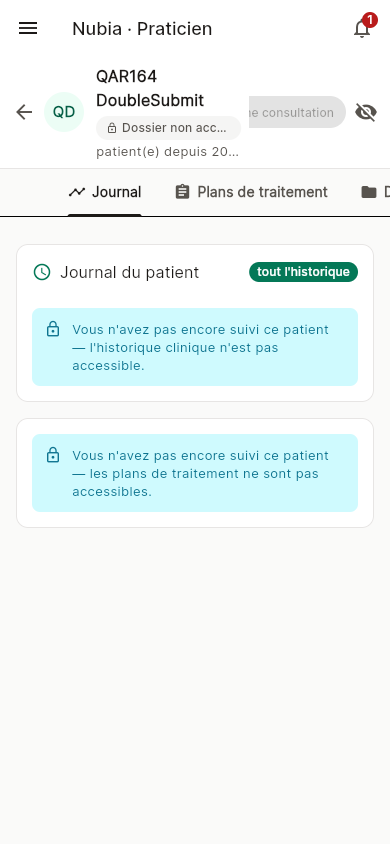 Nubia · Praticien
1
QAR164
DoubleSubmit
QD
Dossier non acc...
consultation
patient(e) depuis 20...
Journal
Plans de traitement
D
Journal du patient
tout l'historique
Vous n'avez pas encore suivi ce patient
— l'historique clinique n'est pas
accessible.
Vous n'avez pas encore suivi ce patient
— les plans de traitement ne sont pas
accessibles.